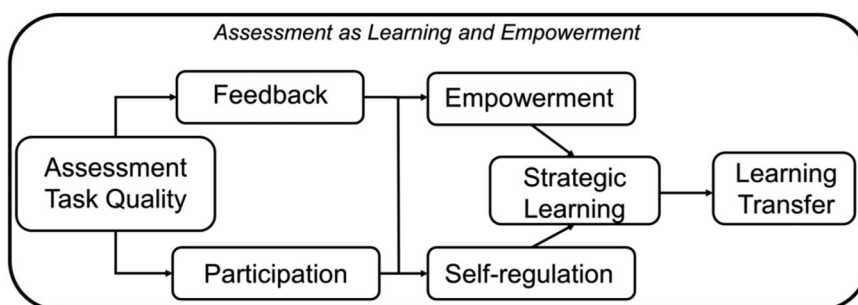 Assessment as Learning and Empowerment
Feedback
Empowerment
Assessment
Task Quality
Strategic
Learning
Learning
Transfer
Participation
Self-regulation